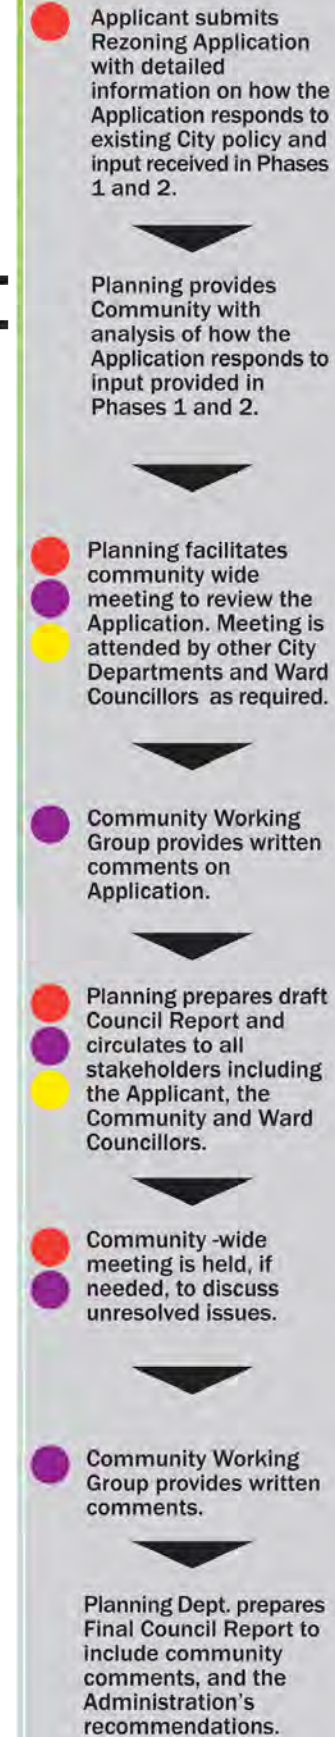 Applicant submits
Rezoning Application
with detailed
information on how the
Application responds to
existing City policy and
input received in Phases
1 and 2.
Planning provides
Community with
analysis of how the
Application responds to
input provided in
Phases 1 and 2.
Planning facilitates
community wide
meeting to review the
Application. Meeting is
attended by other City
Departments and Ward
Councillors as required.
Community Working
Group provides written
comments on
Application.
Planning prepares draft
Council Report and
circulates to all
stakeholders including
the Applicant, the
Community and Ward
Councillors.
Community -wide
meeting is held, if
needed, to discuss
unresolved issues.
Community Working
Group provides written
comments.
Planning Dept. prepares
Final Council Report to
include community
comments, and the
Administration's
recommendations.